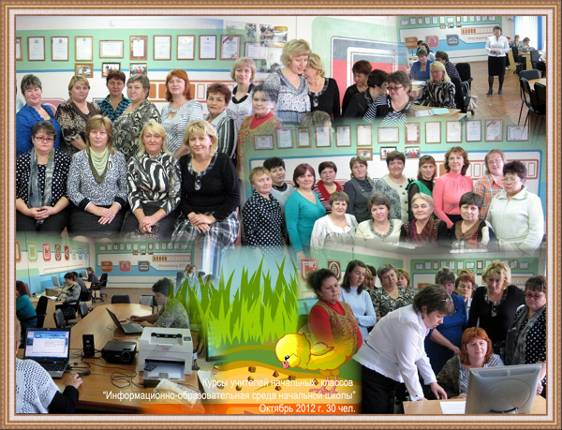 Курсы учителей начальных классов
"Информационно-образовательная среда начальной школы"
Октябрь 2012 г. 30 чел.